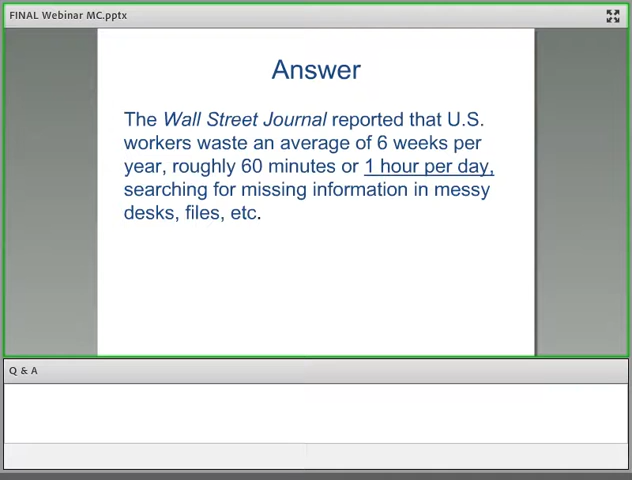 FINAL Webinar MC.pptx
Answer
The Wall Street Journal reported that U.S.
workers waste an average of 6 weeks per
year, roughly 60 minutes or 1 hour per day,
searching for missing information in messy
desks, files, etc.
Q & A